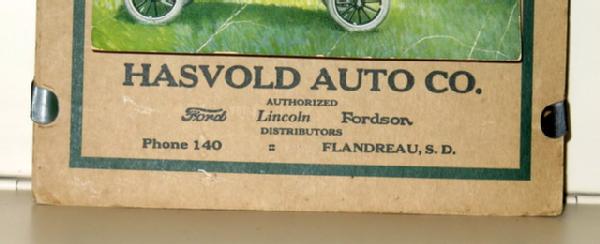 HASVOLD AUTO CO.
AUTHORIZED
Ford Lincoln Fordson
DISTRIBUTORS
Phone 140 :: FLANDREAU, S. D.